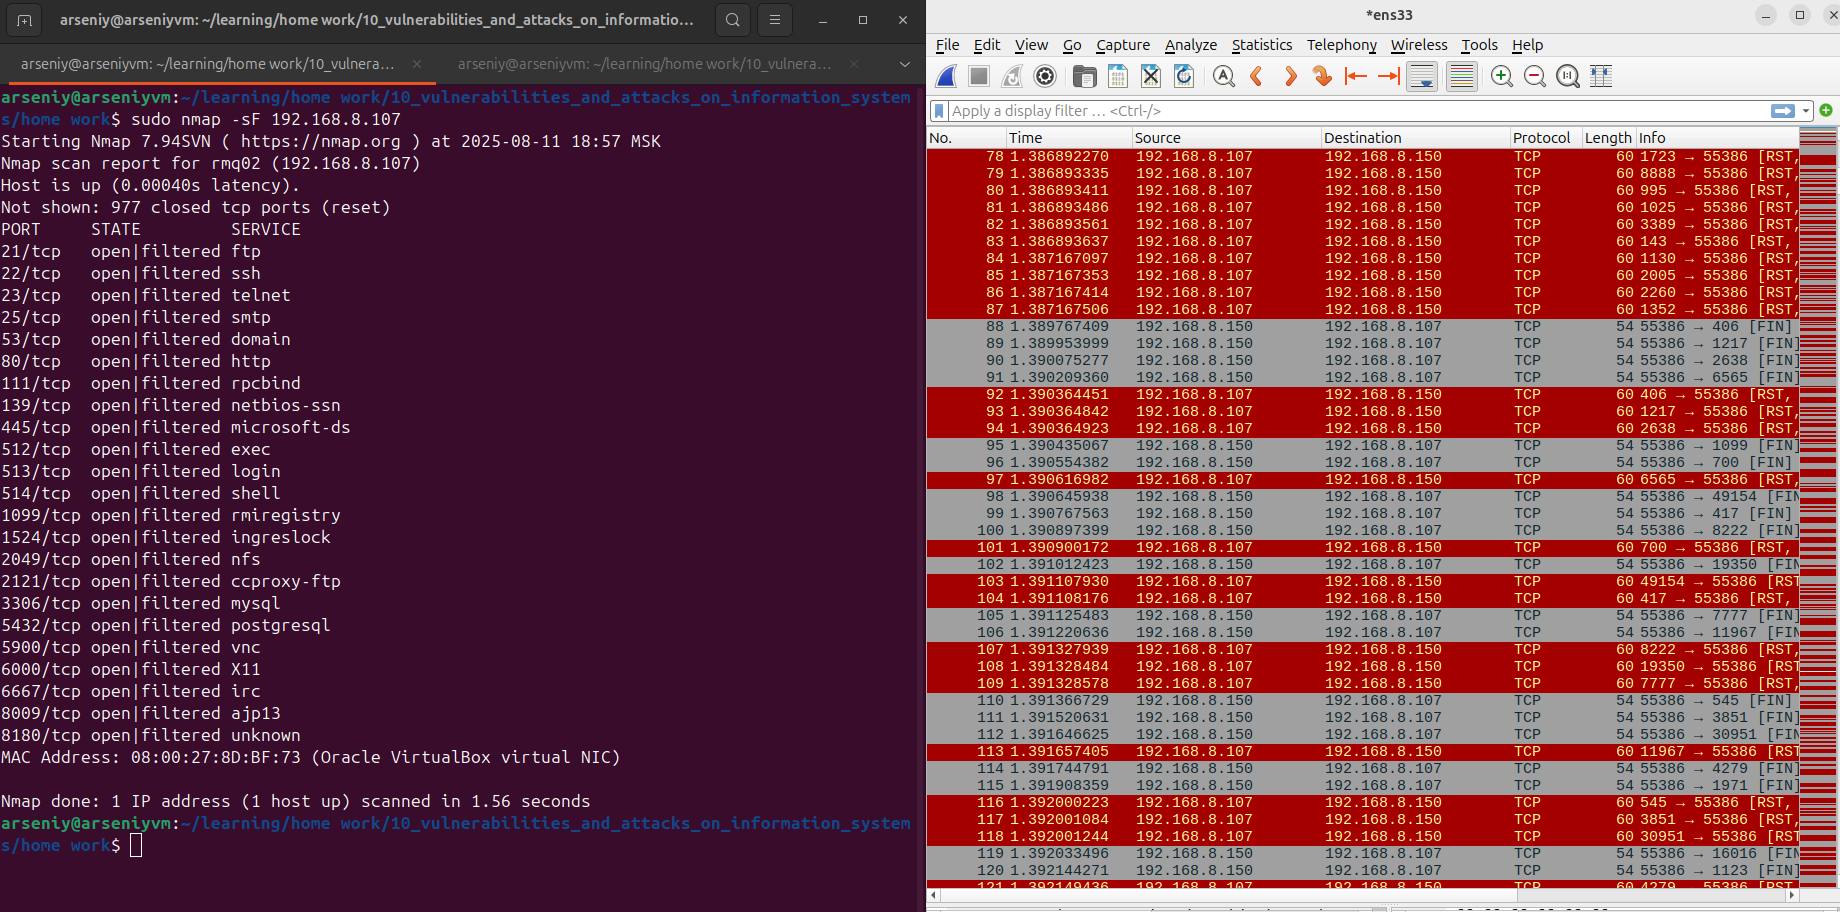 arseniy@arseniyvm: ~/learning/home work/10_vulnerabilities_and_attacks_on_informatio...
arseniy@arseniyvm: ~/learning/home work/10_vulnera...
arseniy@arseniyvm: ~/learning/home work/10_vulnera...
arseniy@arseniyvm:~/learning/home work/10_vulnerabilities_and_attacks_on_information_system
s/home work$ sudo nmap -sF 192.168.8.107
Starting Nmap 7.94SVN ( https://nmap.org ) at 2025-08-11 18:57 MSK
Nmap scan report for rmq02 (192.168.8.107)
Host is up (0.00040s latency).
Not shown: 977 closed tcp ports (reset)
PORT STATE SERVICE
21/tcp open|filtered ftp
22/tcp open|filtered ssh
23/tcp open|filtered telnet
25/tcp open|filtered smtp
53/tcp open|filtered domain
80/tcp open|filtered http
111/tcp open|filtered rpcbind
139/tcp open|filtered netbios-ssn
445/tcp open|filtered microsoft-ds
512/tcp open|filtered exec
513/tcp open|filtered login
514/tcp open|filtered shell
1099/tcp open|filtered rmiregistry
1524/tcp open|filtered ingreslock
2049/tcp open|filtered nfs
2121/tcp open|filtered ccproxy-ftp
3306/tcp open|filtered mysql
5432/tcp open|filtered postgresql
5900/tcp open|filtered vnc
6000/tcp open|filtered X11
6667/tcp open|filtered irc
8009/tcp open|filtered ajp13
8180/tcp open|filtered unknown
MAC Address: 08:00:27:8D:BF:73 (Oracle VirtualBox virtual NIC)
Nmap done: 1 IP address (1 host up) scanned in 1.56 seconds
arseniy@arseniyvm:~/learning/home work/10_vulnerabilities_and_attacks_on_information_system
s/home work$
*ens33
File Edit View Go Capture Analyze Statistics Telephony Wireless Tools Help
Apply a display filter ... <Ctrl-/>
No. Time Source Destination Protocol Length Info
78 1.386892270 192.168.8.107 192.168.8.150 TCP 60 1723 → 55386 [RST,
79 1.386893335 192.168.8.107 192.168.8.150 TCP 60 8888 → 55386 [RST,
80 1.386893411 192.168.8.107 192.168.8.150 TCP 60 995 → 55386 [RST,
81 1.386893486 192.168.8.107 192.168.8.150 TCP 60 1025 → 55386 [RST,
82 1.386893561 192.168.8.107 192.168.8.150 TCP 60 3389 → 55386 [RST,
83 1.386893637 192.168.8.107 192.168.8.150 TCP 60 143 → 55386 [RST,
84 1.387167097 192.168.8.107 192.168.8.150 TCP 60 1130 → 55386 [RST,
85 1.387167353 192.168.8.107 192.168.8.150 TCP 60 2005 → 55386 [RST,
86 1.387167414 192.168.8.107 192.168.8.150 TCP 60 2260 → 55386 [RST,
87 1.387167506 192.168.8.107 192.168.8.150 TCP 60 1352 → 55386 [RST,
88 1.389767409 192.168.8.150 192.168.8.107 TCP 54 55386 → 406 [FIN]
89 1.389953999 192.168.8.150 192.168.8.107 TCP 54 55386 → 1217 [FIN]
90 1.390075277 192.168.8.150 192.168.8.107 TCP 54 55386 → 2638 [FIN]
91 1.390209360 192.168.8.150 192.168.8.107 TCP 54 55386 → 6565 [FIN]
92 1.390364451 192.168.8.107 192.168.8.150 TCP 60 406 → 55386 [RST,
93 1.390364842 192.168.8.107 192.168.8.150 TCP 60 1217 → 55386 [RST,
94 1.390364923 192.168.8.107 192.168.8.150 TCP 60 2638 → 55386 [RST,
95 1.390435067 192.168.8.150 192.168.8.107 TCP 54 55386 → 1099 [FIN]
96 1.390554382 192.168.8.150 192.168.8.107 TCP 54 55386 → 700 [FIN]
97 1.390616982 192.168.8.107 192.168.8.150 TCP 60 6565 → 55386 [RST,
98 1.390645938 192.168.8.150 192.168.8.107 TCP 54 55386 → 49154 [FIN
99 1.390767563 192.168.8.150 192.168.8.107 TCP 54 55386 → 417 [FIN]
100 1.390897399 192.168.8.150 192.168.8.107 TCP 54 55386 → 8222 [FIN]
101 1.390900172 192.168.8.107 192.168.8.150 TCP 60 700 → 55386 [RST,
102 1.391012423 192.168.8.150 192.168.8.107 TCP 54 55386 → 19350 [FIN
103 1.391107930 192.168.8.107 192.168.8.150 TCP 60 49154 → 55386 [RST
104 1.391108176 192.168.8.107 192.168.8.150 TCP 60 417 → 55386 [RST,
105 1.391125483 192.168.8.150 192.168.8.107 TCP 54 55386 → 7777 [FIN]
106 1.391220636 192.168.8.150 192.168.8.107 TCP 54 55386 → 11967 [FIN
107 1.391327939 192.168.8.107 192.168.8.150 TCP 60 8222 → 55386 [RST,
108 1.391328484 192.168.8.107 192.168.8.150 TCP 60 19350 → 55386 [RST
109 1.391328578 192.168.8.107 192.168.8.150 TCP 60 7777 → 55386 [RST,
110 1.391366729 192.168.8.150 192.168.8.107 TCP 54 55386 → 545 [FIN]
111 1.391520631 192.168.8.150 192.168.8.107 TCP 54 55386 → 3851 [FIN]
112 1.391646625 192.168.8.150 192.168.8.107 TCP 54 55386 → 30951 [FIN
113 1.391657405 192.168.8.107 192.168.8.150 TCP 60 11967 → 55386 [RST
114 1.391744791 192.168.8.150 192.168.8.107 TCP 54 55386 → 4279 [FIN]
115 1.391908359 192.168.8.150 192.168.8.107 TCP 54 55386 → 1971 [FIN]
116 1.392000223 192.168.8.107 192.168.8.150 TCP 60 545 → 55386 [RST,
117 1.392001084 192.168.8.107 192.168.8.150 TCP 60 3851 → 55386 [RST,
118 1.392001244 192.168.8.107 192.168.8.150 TCP 60 30951 → 55386 [RST
119 1.392033496 192.168.8.150 192.168.8.107 TCP 54 55386 → 16016 [FIN
120 1.392144271 192.168.8.150 192.168.8.107 TCP 54 55386 → 1123 [FIN]
121 1.392149436 192.168.8.107 192.168.8.150 TCP 60 4279 → 55386 [RST,